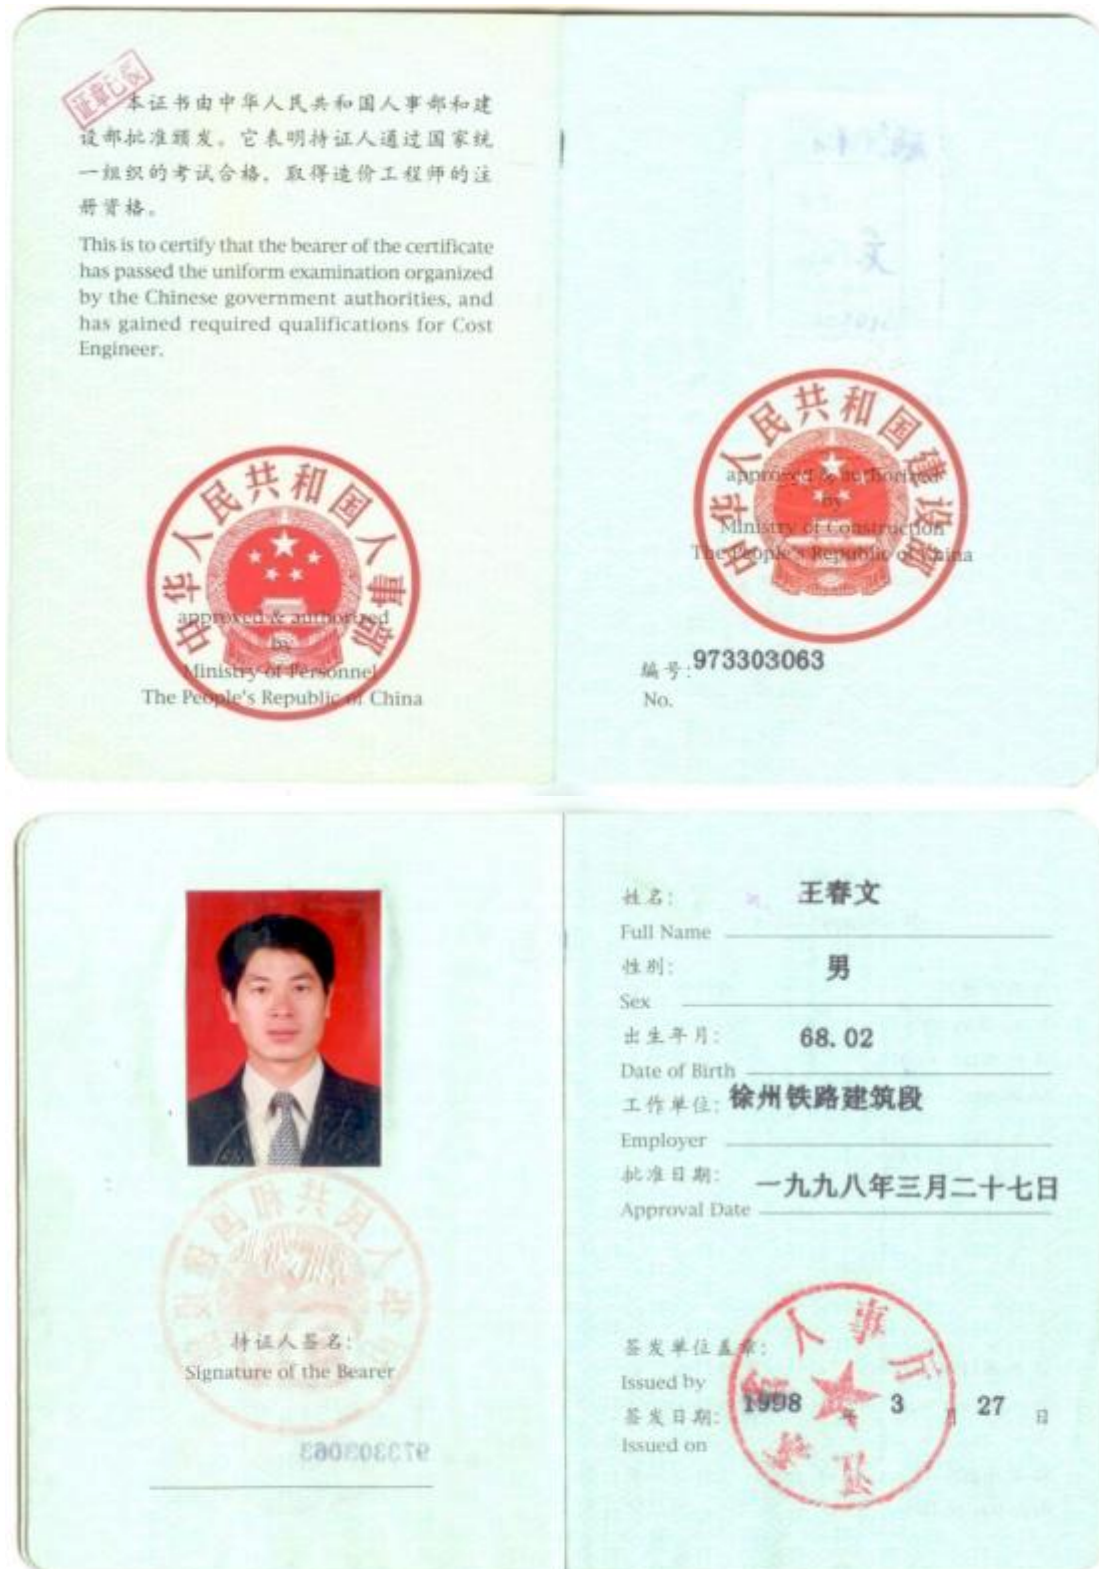 证章已领
本证书由中华人民共和国人事部和建
设部批准颁发。它表明持证人通过国家统
一组织的考试合格，取得造价工程师的注
册资格。
This is to certify that the bearer of the certificate
has passed the uniform examination organized
by the Chinese government authorities, and
has gained required qualifications for Cost
Engineer.
中华人民共和国人事部
approved & authorized
by
Ministry of Personnel
The People's Republic of China
中华人民共和国建设部
approved & authorized
by
Ministry of Construction
The People's Republic of China
编号:973303063
No.
持证人签名:
Signature of the Bearer
973303063
姓名: 王春文
Full Name
性别: 男
Sex
出生年月: 68.02
Date of Birth
工作单位: 徐州铁路建筑段
Employer
批准日期: 一九九八年三月二十七日
Approval Date
签发单位盖章:
Issued by
签发日期: 1998 年 3 月 27 日
Issued on
江苏省人事厅